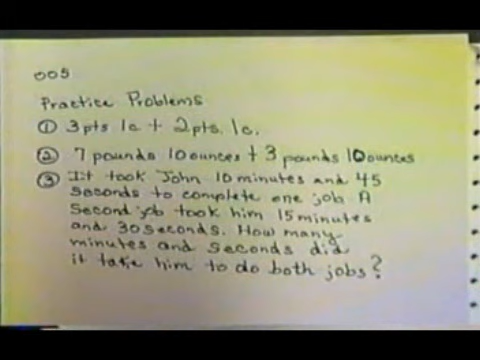 005
Practice Problems
① 3pts 1c + 2pts. 1c.
② 7 pounds 10ounces + 3 pounds 10ounces
③ It took John 10 minutes and 45
seconds to complete one job A
second job took him 15 minutes
and 30 seconds. How many
minutes and seconds did
it take him to do both jobs?